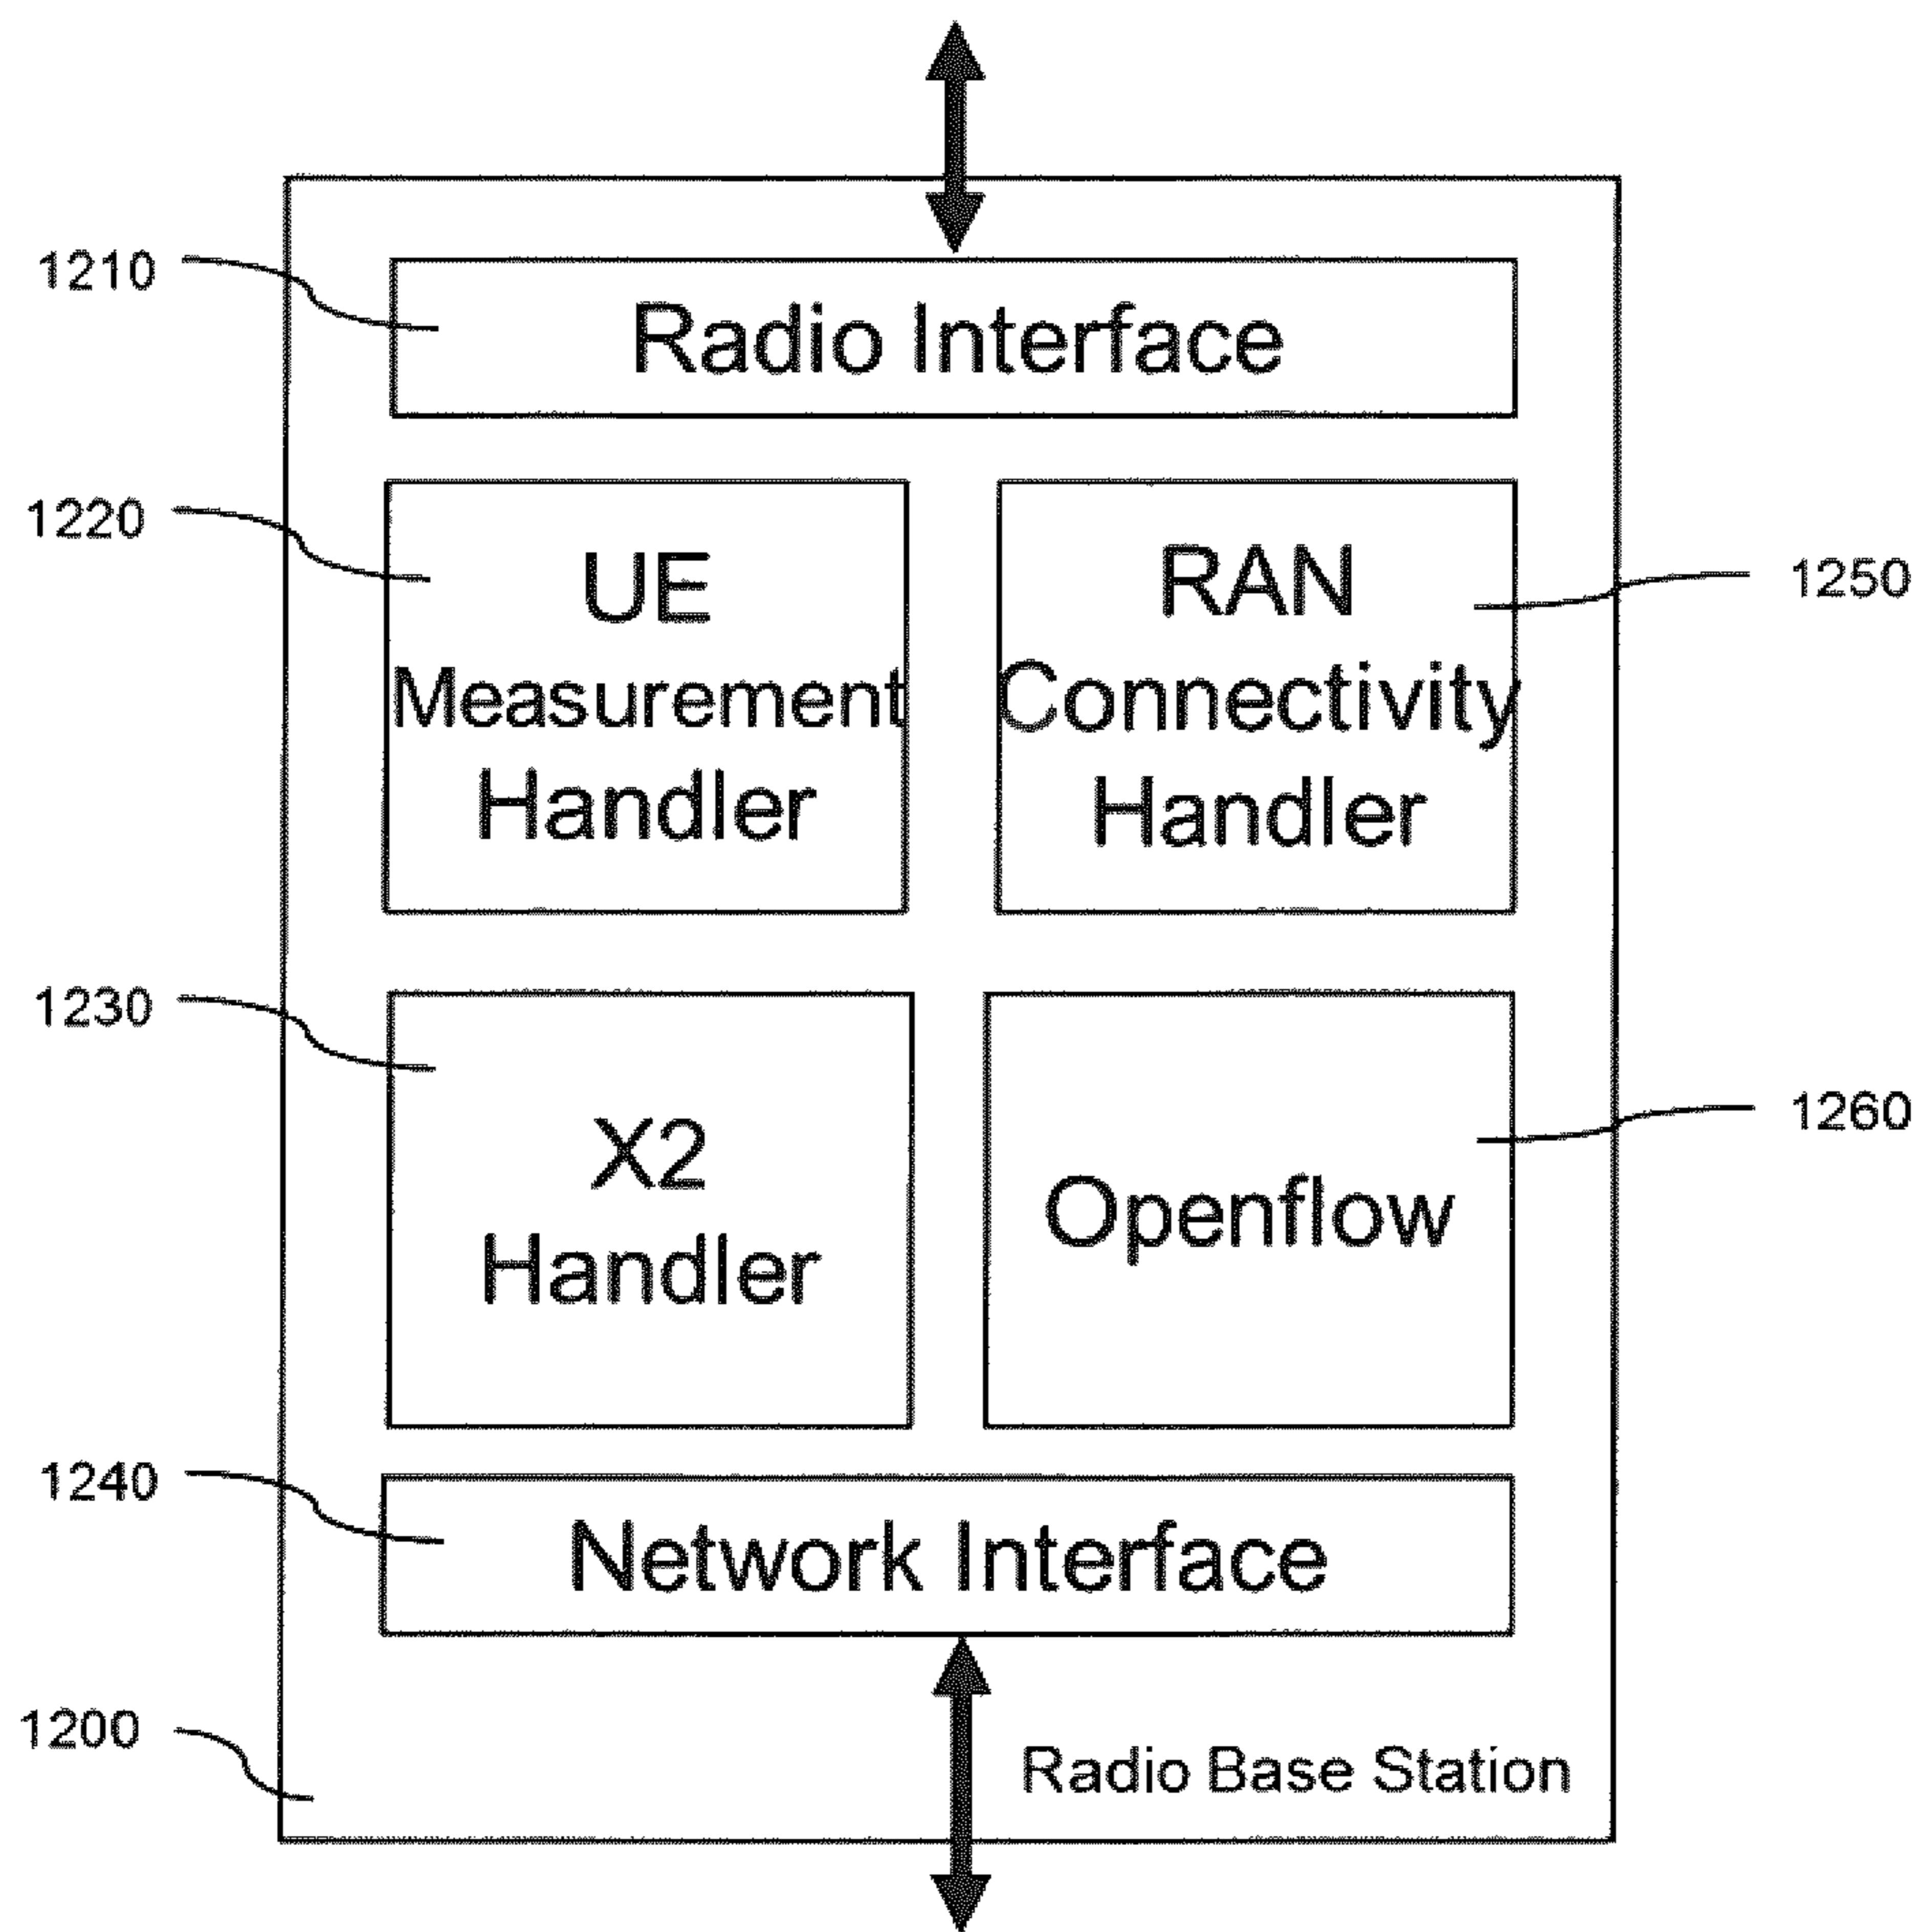 1210
Radio Interface
1220
UE
Measurement
Handler
RAN
Connectivity
Handler
1250
1230
X2
Handler
Openflow
1260
1240
Network Interface
1200
Radio Base Station